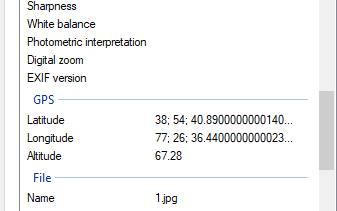 Sharpness
White balance
Photometric interpretation
Digital zoom
EXIF version
GPS
Latitude 38; 54; 40.8900000000140...
Longitude 77; 26; 36.4400000000023...
Altitude 67.28
File
Name 1.jpg